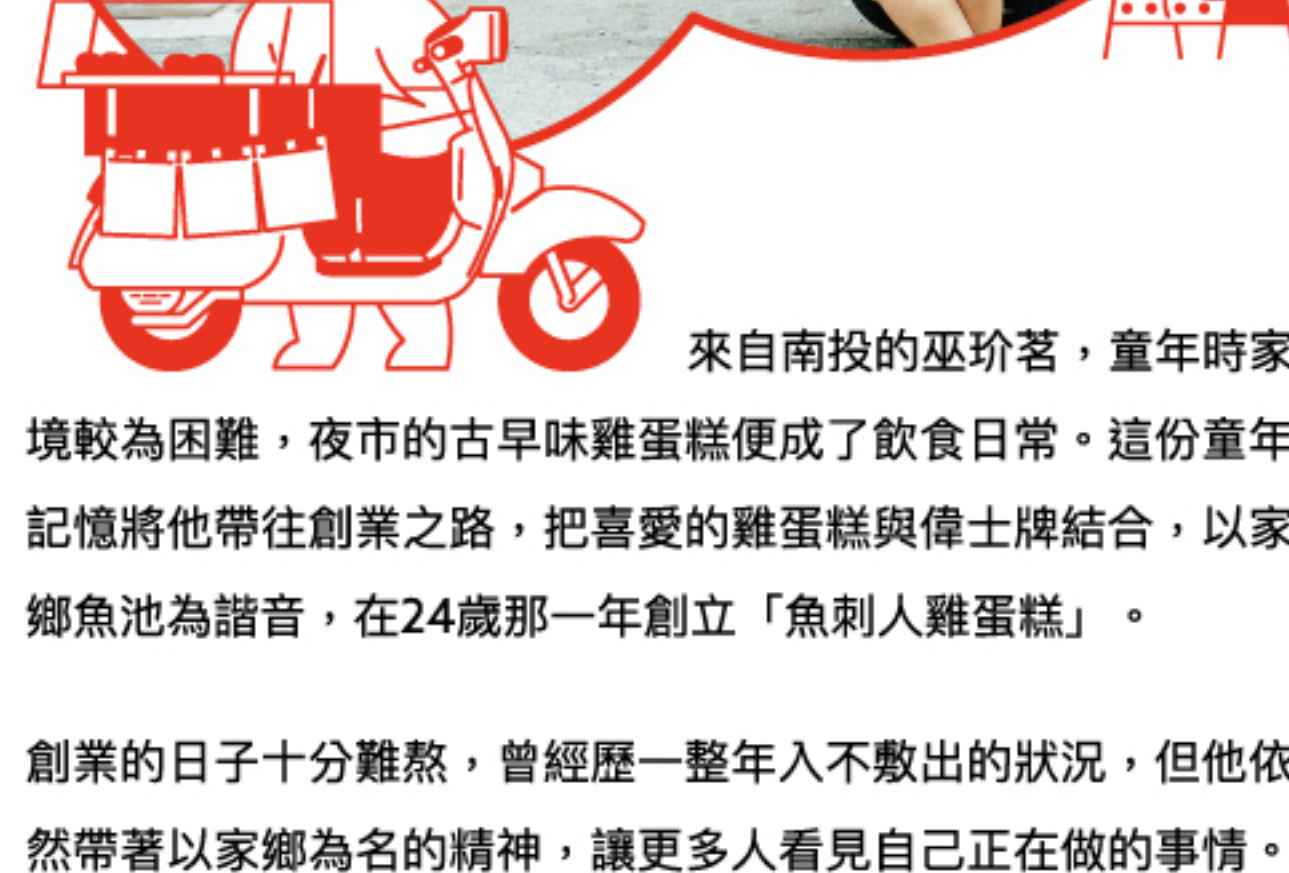 來自南投的巫玠茗，童年時家
境較為困難，夜市的古早味雞蛋糕便成了飲食日常。這份童年
記憶將他帶往創業之路，把喜愛的雞蛋糕與偉士牌結合，以家
鄉魚池為諧音，在24歲那一年創立「魚刺人雞蛋糕」。
創業的日子十分難熬，曾經歷一整年入不敷出的狀況，但他依
然帶著以家鄉為名的精神，讓更多人看見自己正在做的事情。